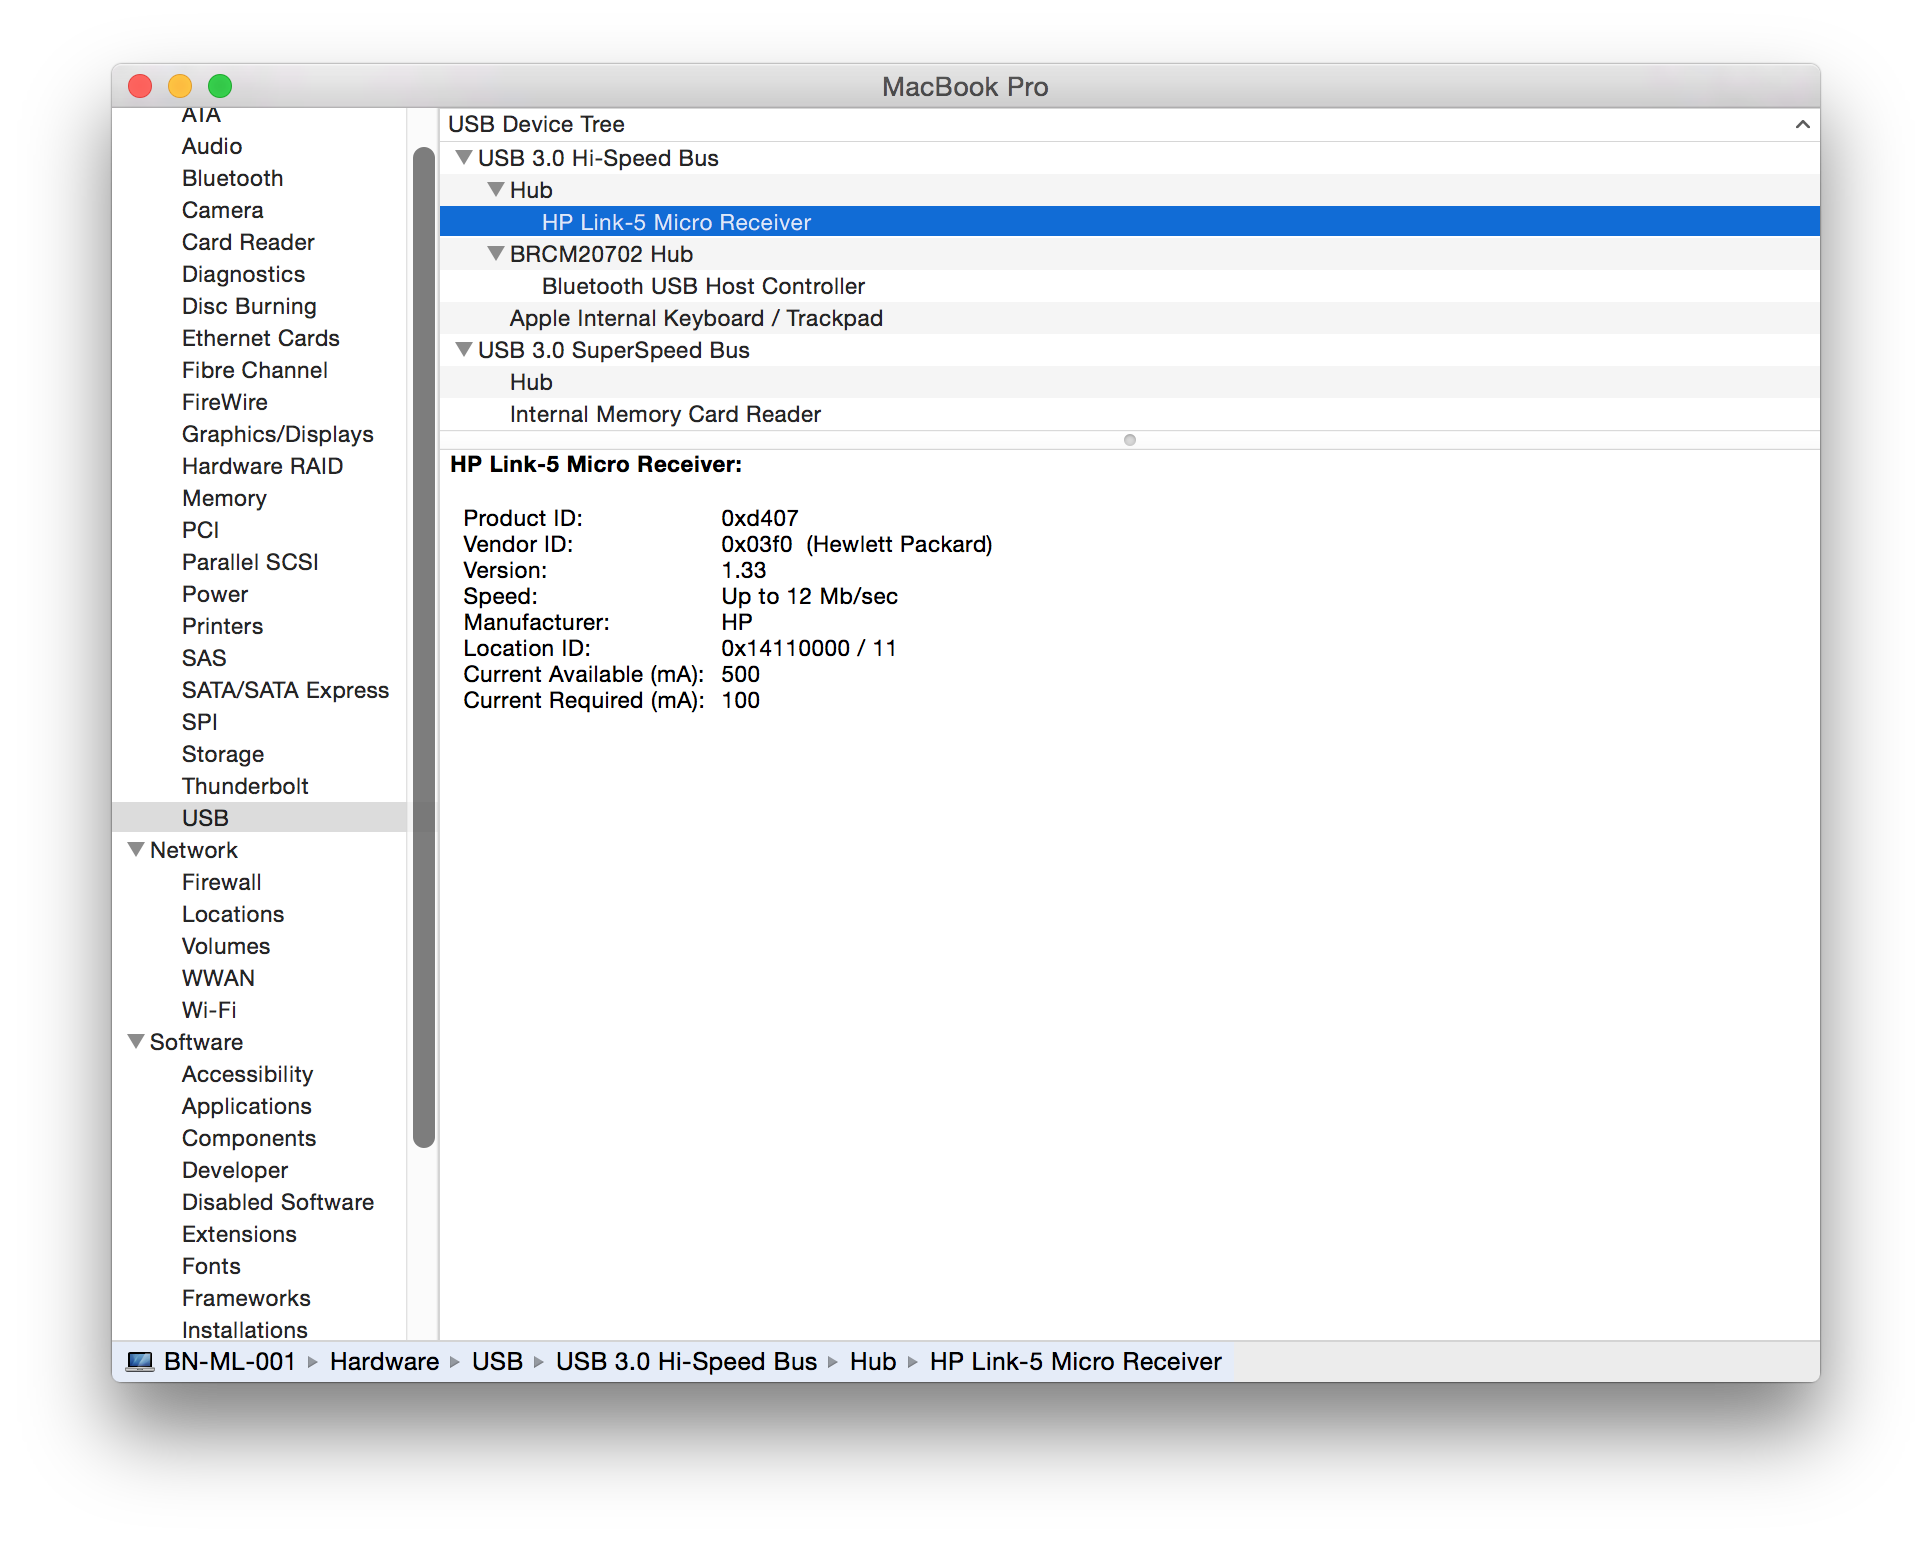 MacBook Pro
ATA
Audio
Bluetooth
Camera
Card Reader
Diagnostics
Disc Burning
Ethernet Cards
Fibre Channel
FireWire
Graphics/Displays
Hardware RAID
Memory
PCI
Parallel SCSI
Power
Printers
SAS
SATA/SATA Express
SPI
Storage
Thunderbolt
USB
Network
Firewall
Locations
Volumes
WWAN
Wi-Fi
Software
Accessibility
Applications
Components
Developer
Disabled Software
Extensions
Fonts
Frameworks
Installations
USB Device Tree
USB 3.0 Hi-Speed Bus
Hub
HP Link-5 Micro Receiver
BRCM20702 Hub
Bluetooth USB Host Controller
Apple Internal Keyboard / Trackpad
USB 3.0 SuperSpeed Bus
Hub
Internal Memory Card Reader
HP Link-5 Micro Receiver:
Product ID: 0xd407
Vendor ID: 0x03f0 (Hewlett Packard)
Version: 1.33
Speed: Up to 12 Mb/sec
Manufacturer: HP
Location ID: 0x14110000 / 11
Current Available (mA): 500
Current Required (mA): 100
BN-ML-001 ▸ Hardware ▸ USB ▸ USB 3.0 Hi-Speed Bus ▸ Hub ▸ HP Link-5 Micro Receiver